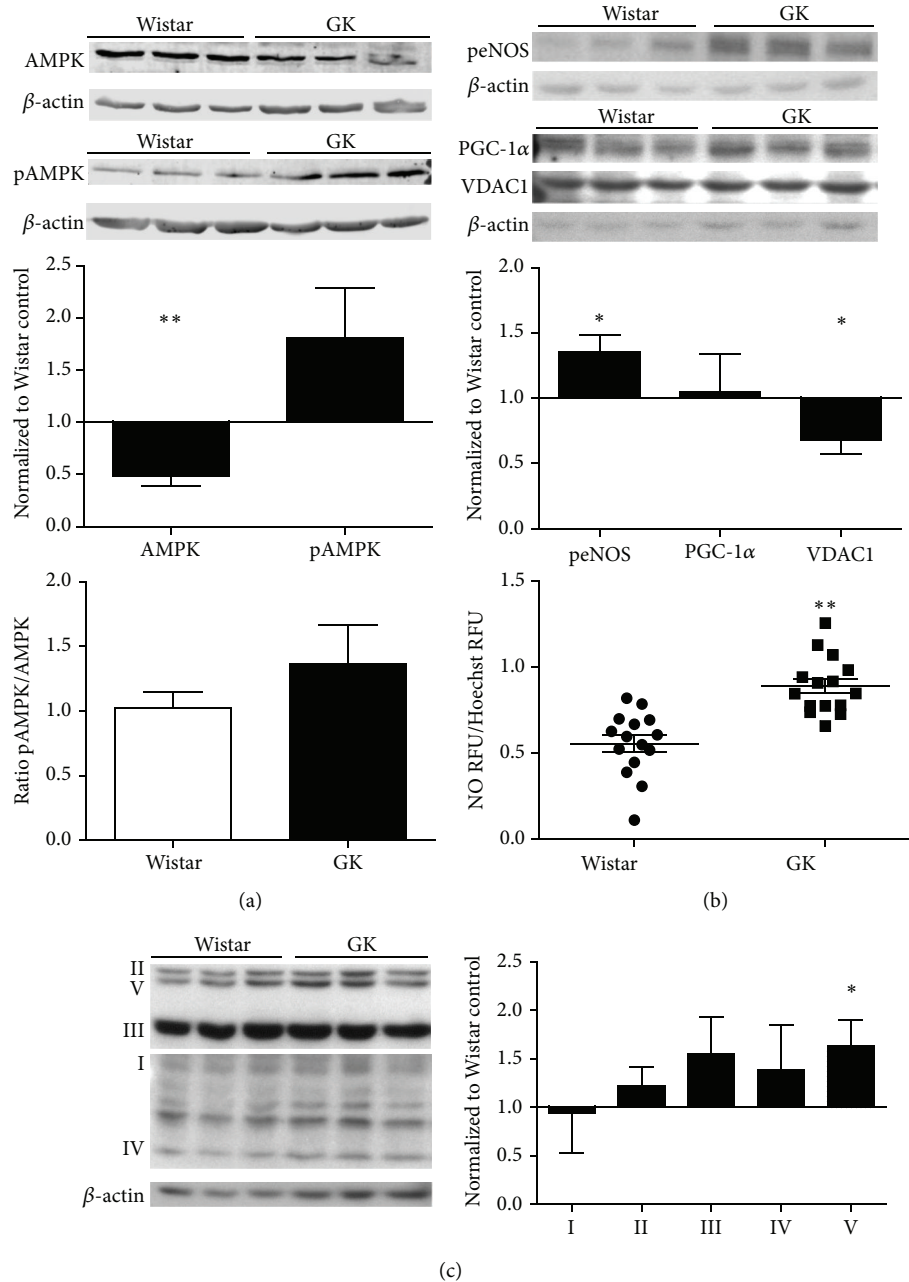 Wistar GK
AMPK
β-actin
Wistar GK
pAMPK
β-actin
Normalized to Wistar control
2.5
2.0
1.5
1.0
0.5
0.0
**
AMPK pAMPK
Ratio pAMPK/AMPK
2.0
1.5
1.0
0.5
0.0
Wistar GK
(a)
Wistar GK
peNOS
β-actin
Wistar GK
PGC-1α
VDAC1
β-actin
Normalized to Wistar control
2.0
1.5
1.0
0.5
0.0
* *
peNOS PGC-1α VDAC1
NO RFU/Hoechst RFU
1.5
1.0
0.5
0.0
**
Wistar GK
(b)
Wistar GK
II
V
III
I
IV
β-actin
Normalized to Wistar control
2.5
2.0
1.5
1.0
0.5
0.0
*
I II III IV V
(c)